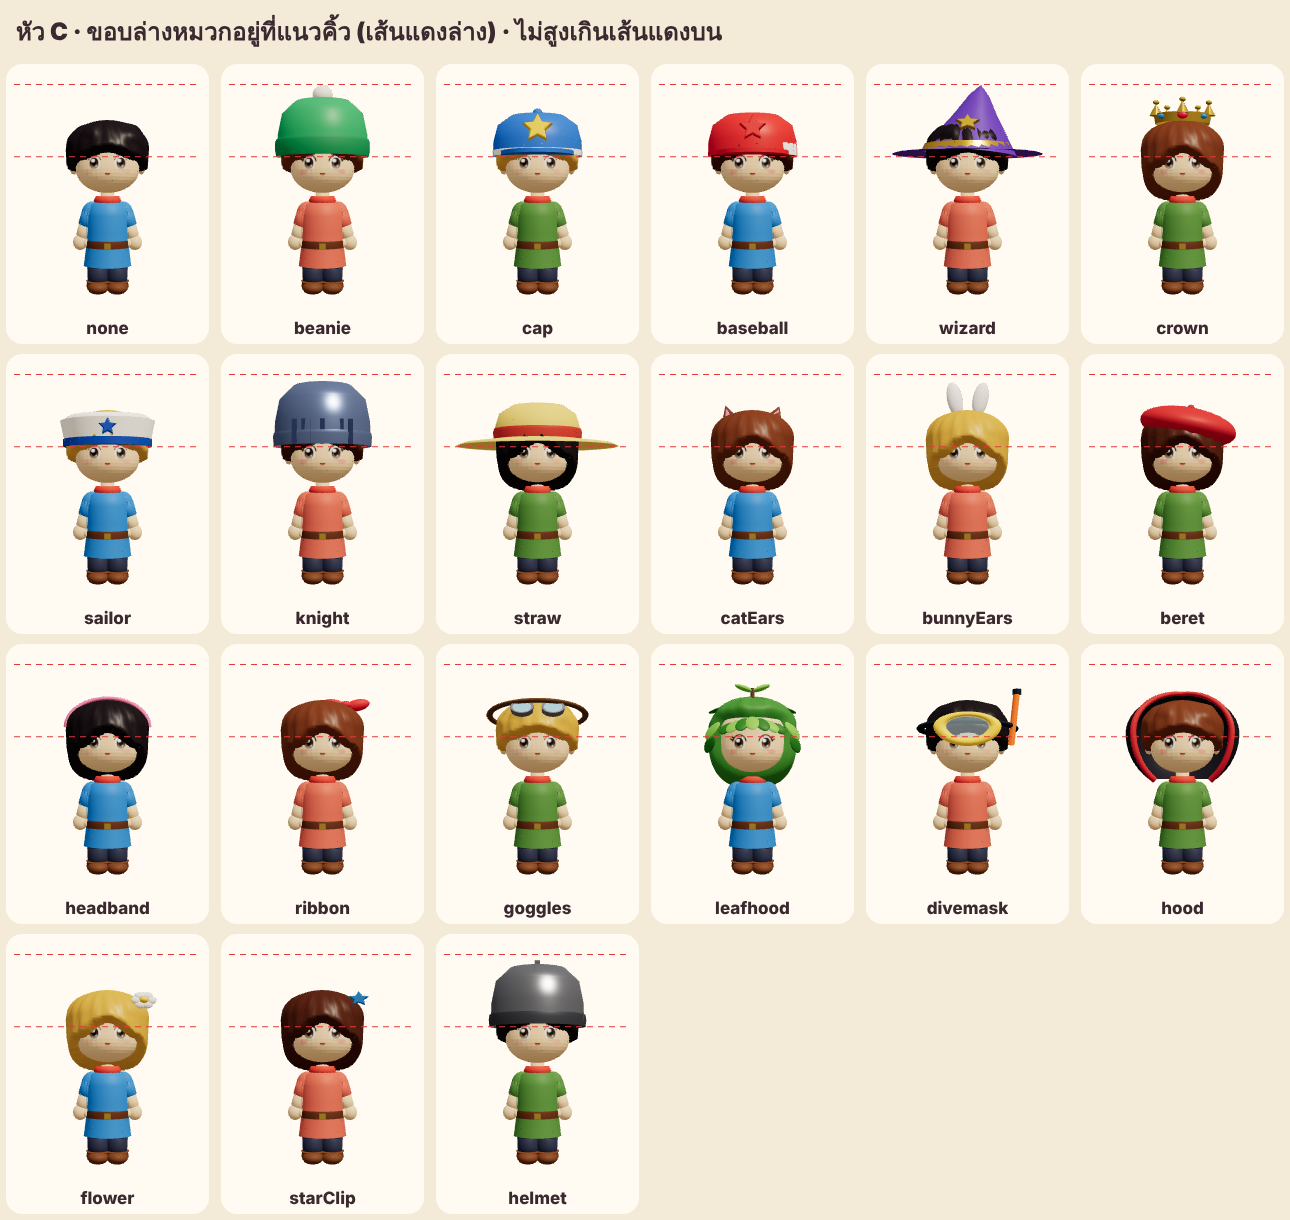 หัว C · ขอบล่างหมวกอยู่ที่แนวคิ้ว (เส้นแดงล่าง) · ไม่สูงเกินเส้นแดงบน
none
beanie
cap
baseball
wizard
crown
sailor
knight
straw
catEars
bunnyEars
beret
headband
ribbon
goggles
leafhood
divemask
hood
flower
starClip
helmet